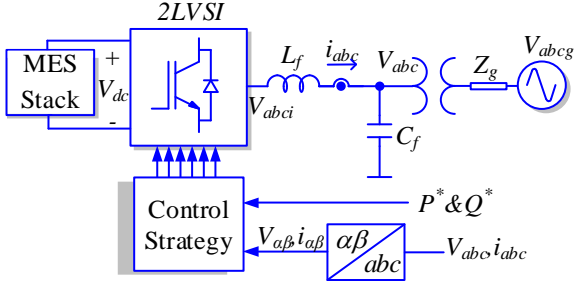 2LVSI
MES
Stack
+
V_dc
-
V_abci
L_f
i_abc
V_abc
C_f
Z_g
V_abcg
Control
Strategy
P*&Q*
V_αβ, i_αβ
αβ
abc
V_abc, i_abc